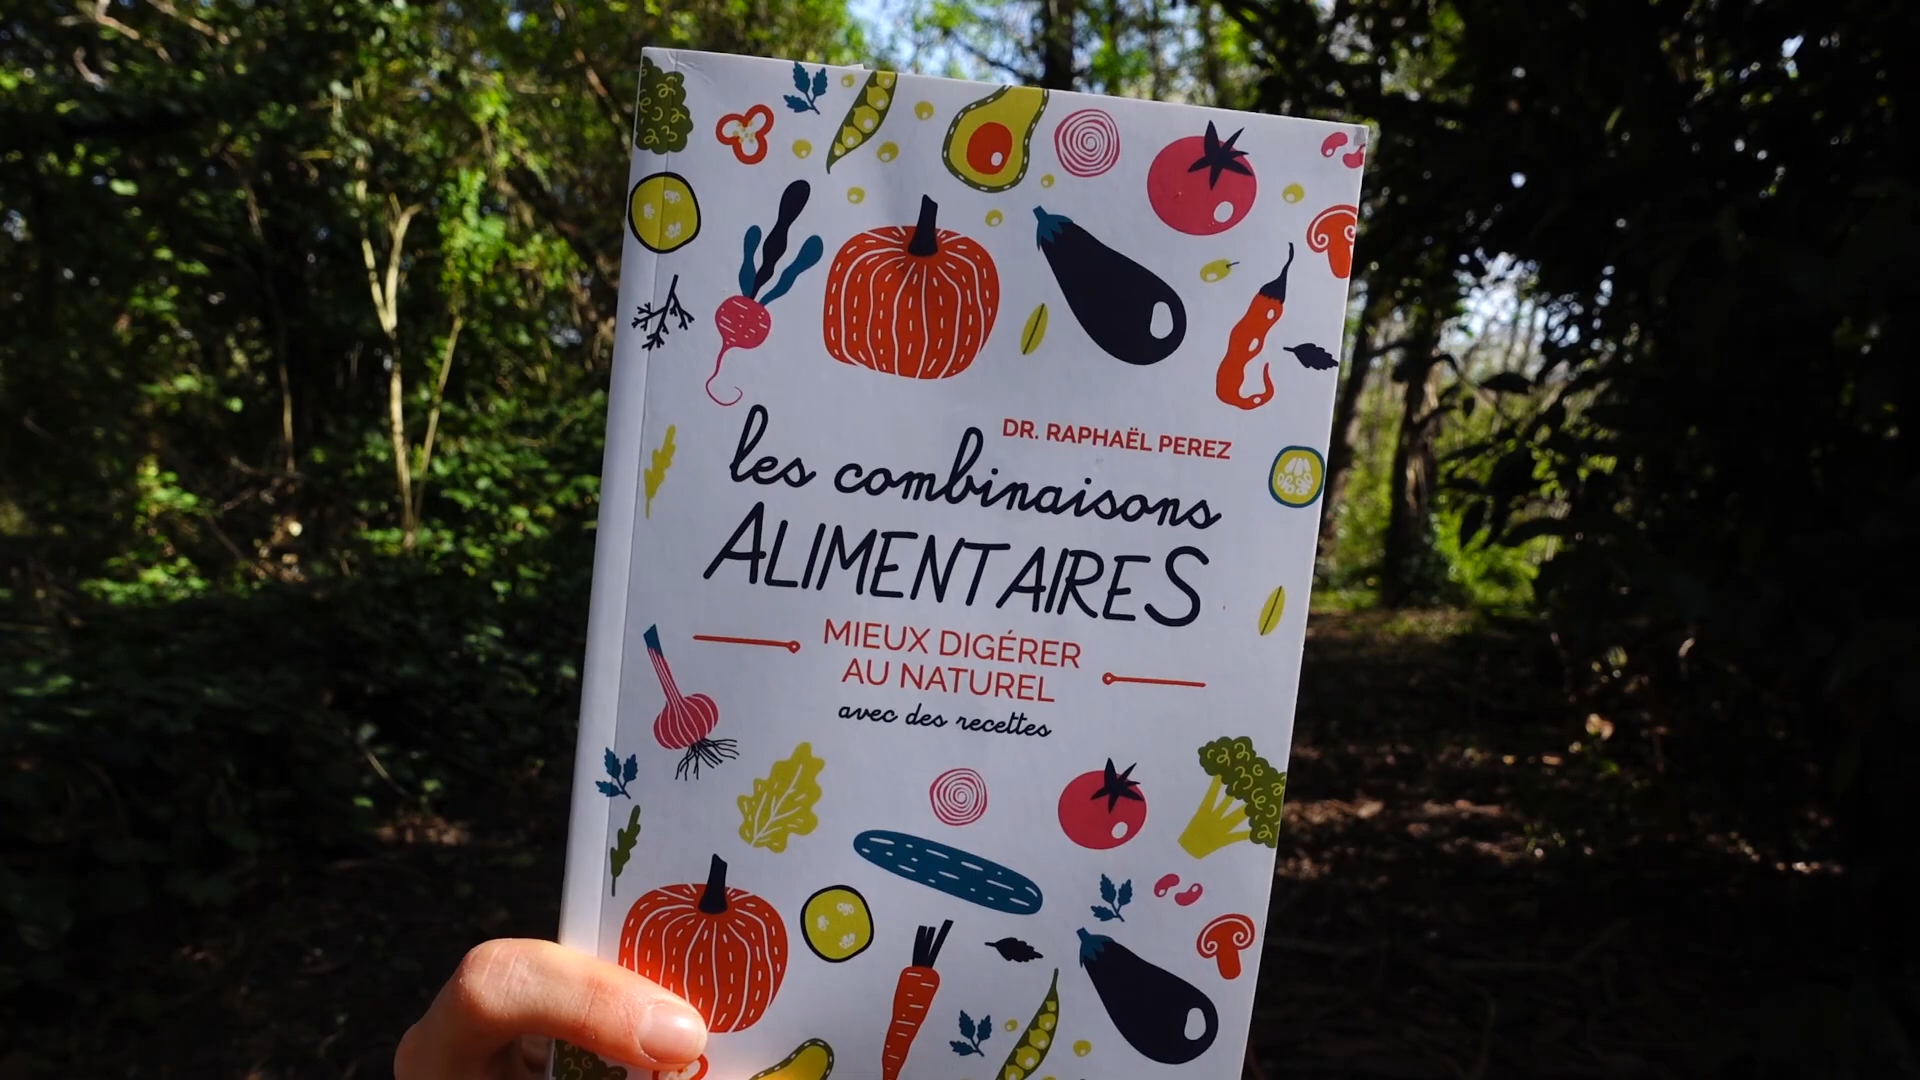 DR. RAPHAËL PEREZ
les combinaisons
ALIMENTAIRES
MIEUX DIGÉRER
AU NATUREL
avec des recettes